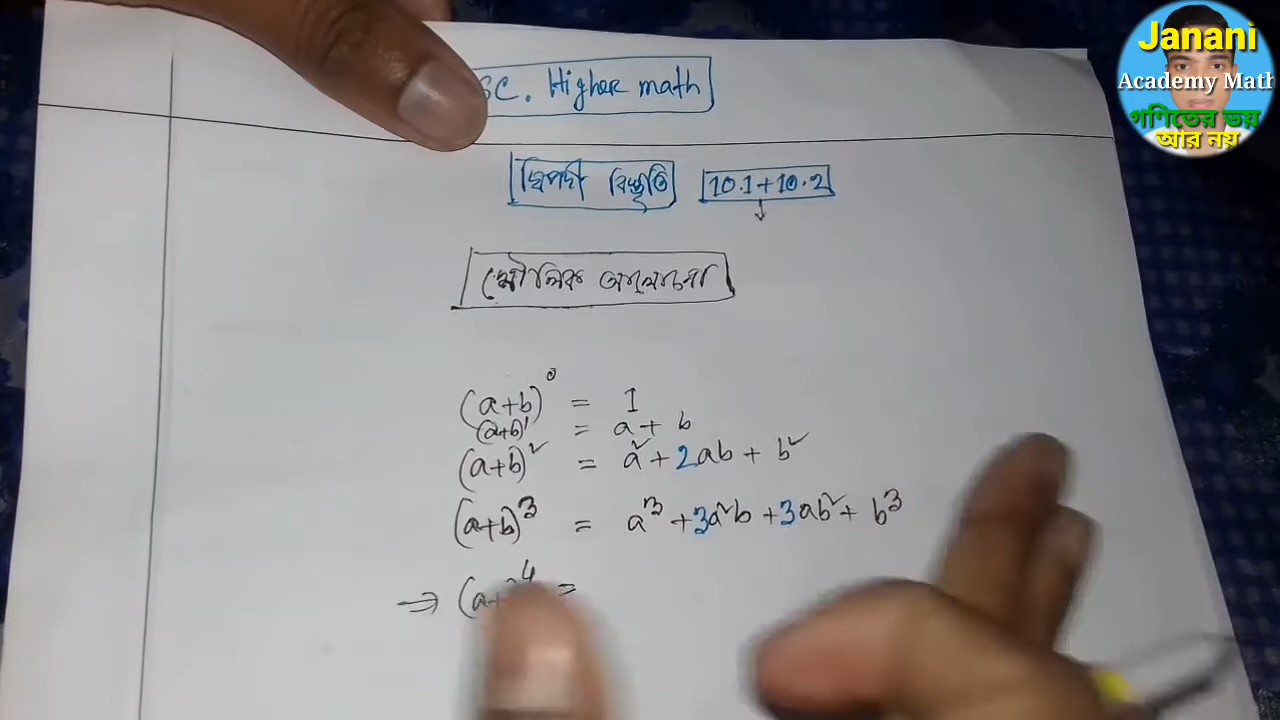 Janani
Academy Math
গণিতের ভয়
আর নয়
SC. Higher math
দ্বিপদী বিস্তৃতি 10.1+10.2
মৌলিক আলোচনা
(a+b)⁰ = 1
(a+b)¹ = a + b
(a+b)² = a² + 2ab + b²
(a+b)³ = a³ + 3a²b + 3ab² + b³
⇒ (a+ ⁴ =